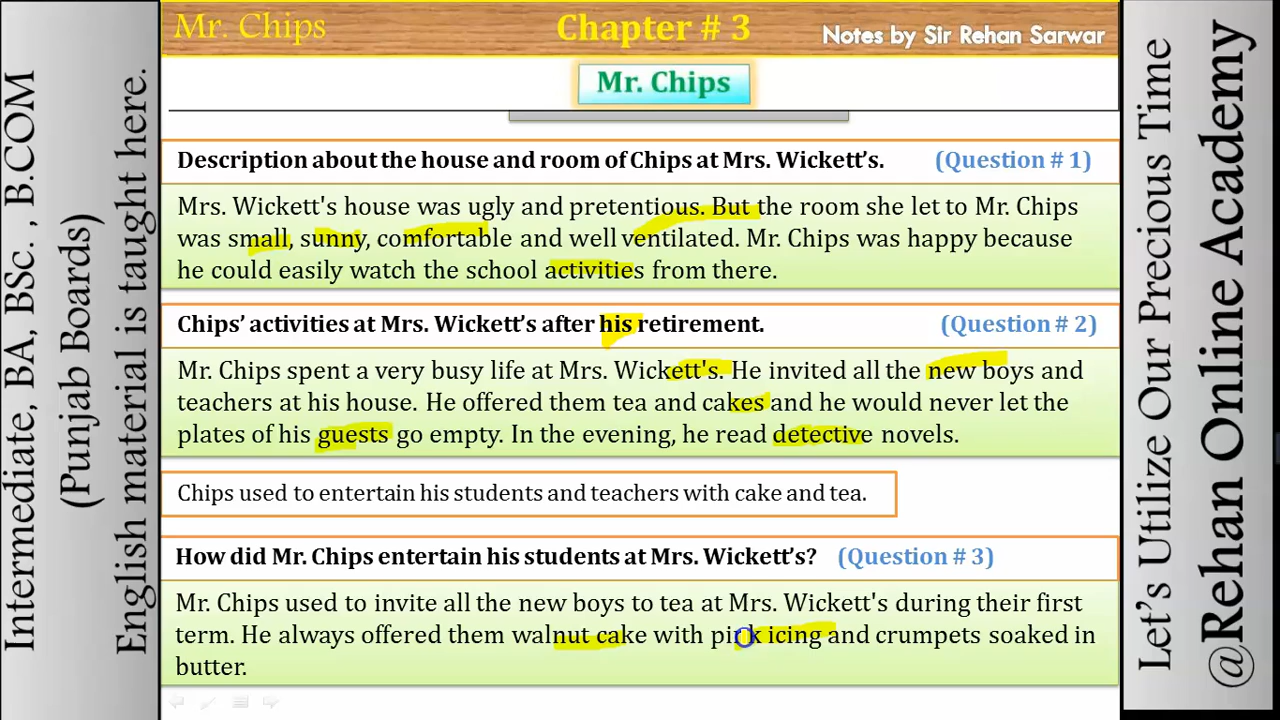 Intermediate, BA, BSc. , B.COM
(Punjab Boards)
English material is taught here.
Mr. Chips
Chapter # 3
Notes by Sir Rehan Sarwar
Mr. Chips
Description about the house and room of Chips at Mrs. Wickett’s. (Question # 1)
Mrs. Wickett's house was ugly and pretentious. But the room she let to Mr. Chips
was small, sunny, comfortable and well ventilated. Mr. Chips was happy because
he could easily watch the school activities from there.
Chips’ activities at Mrs. Wickett’s after his retirement. (Question # 2)
Mr. Chips spent a very busy life at Mrs. Wickett's. He invited all the new boys and
teachers at his house. He offered them tea and cakes and he would never let the
plates of his guests go empty. In the evening, he read detective novels.
Chips used to entertain his students and teachers with cake and tea.
How did Mr. Chips entertain his students at Mrs. Wickett’s? (Question # 3)
Mr. Chips used to invite all the new boys to tea at Mrs. Wickett's during their first
term. He always offered them walnut cake with pink icing and crumpets soaked in
butter.
Let’s Utilize Our Precious Time
@Rehan Online Academy